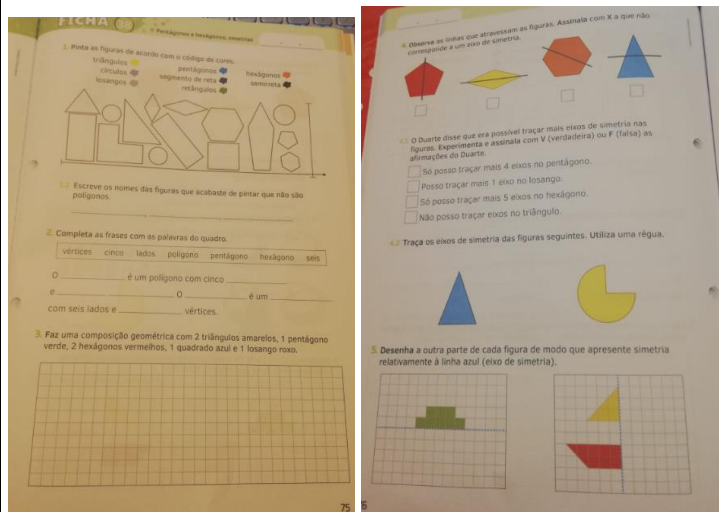 FICHA
Pentágonos e hexágonos; simetrias
1. Pinta as figuras de acordo com o código de cores.
triângulos
pentágonos
hexágonos
círculos
segmento de reta
semirreta
losangos
retângulos
1.1 Escreve os nomes das figuras que acabaste de pintar que não são
polígonos.
2. Completa as frases com as palavras do quadro.
vértices cinco lados polígono pentágono hexágono seis
O é um polígono com cinco
e . O é um
com seis lados e vértices.
3. Faz uma composição geométrica com 2 triângulos amarelos, 1 pentágono
verde, 2 hexágonos vermelhos, 1 quadrado azul e 1 losango roxo.
75
4. Observa as linhas que atravessam as figuras. Assinala com X a que não
corresponde a um eixo de simetria.
4.1 O Duarte disse que era possível traçar mais eixos de simetria nas
figuras. Experimenta e assinala com V (verdadeira) ou F (falsa) as
afirmações do Duarte.
Só posso traçar mais 4 eixos no pentágono.
Posso traçar mais 1 eixo no losango.
Só posso traçar mais 5 eixos no hexágono.
Não posso traçar eixos no triângulo.
4.2 Traça os eixos de simetria das figuras seguintes. Utiliza uma régua.
5. Desenha a outra parte de cada figura de modo que apresente simetria
relativamente à linha azul (eixo de simetria).